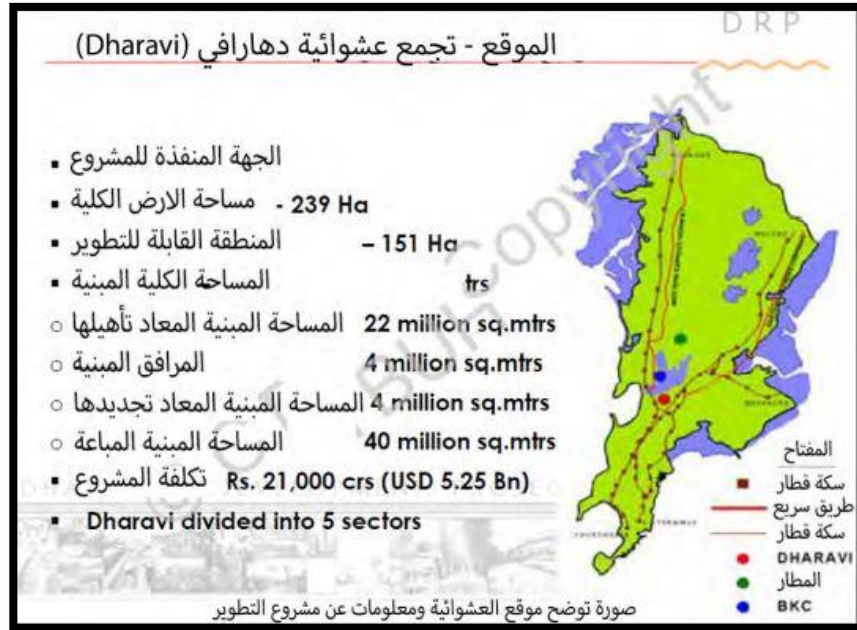 DRP
الموقع - تجمع عشوائية دهارافي (Dharavi)
▪ الجهة المنفذة للمشروع
▪ مساحة الارض الكلية - 239 Ha
▪ المنطقة القابلة للتطوير – 151 Ha
▪ المساحة الكلية المبنية trs
○ المساحة المبنية المعاد تأهيلها 22 million sq.mtrs
○ المرافق المبنية 4 million sq.mtrs
○ المساحة المبنية المعاد تجديدها 4 million sq.mtrs
○ المساحة المبنية المباعة 40 million sq.mtrs
▪ تكلفة المشروع Rs. 21,000 crs (USD 5.25 Bn)
▪ Dharavi divided into 5 sectors
المفتاح
سكة قطار
طريق سريع
سكة قطار
DHARAVI
المطار
BKC
صورة توضح موقع العشوائية ومعلومات عن مشروع التطوير
CTBUH Copyright